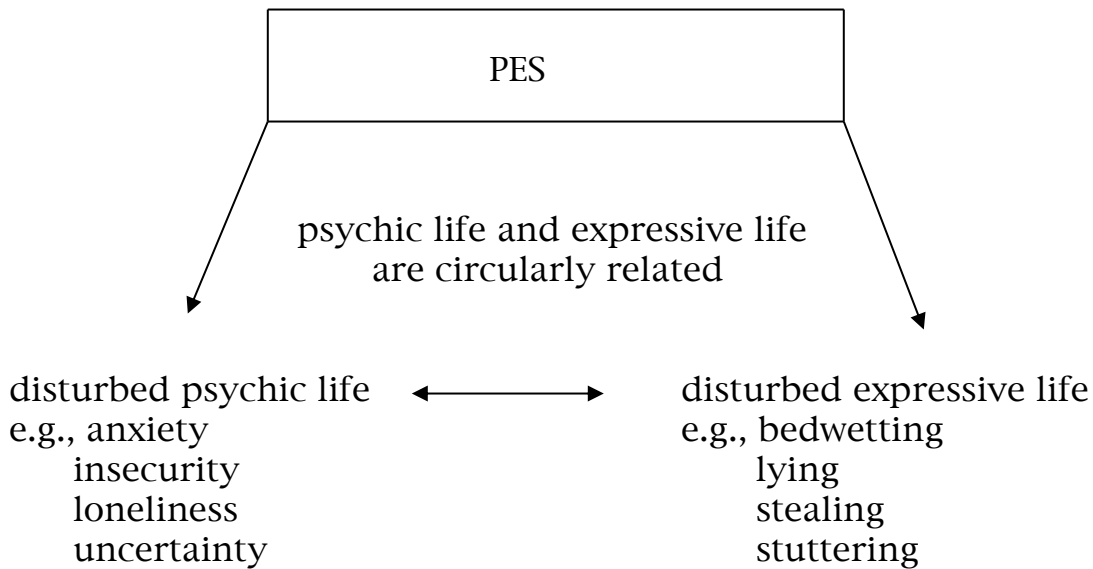 PES
psychic life and expressive life
are circularly related
disturbed psychic life
e.g., anxiety
insecurity
loneliness
uncertainty
disturbed expressive life
e.g., bedwetting
lying
stealing
stuttering